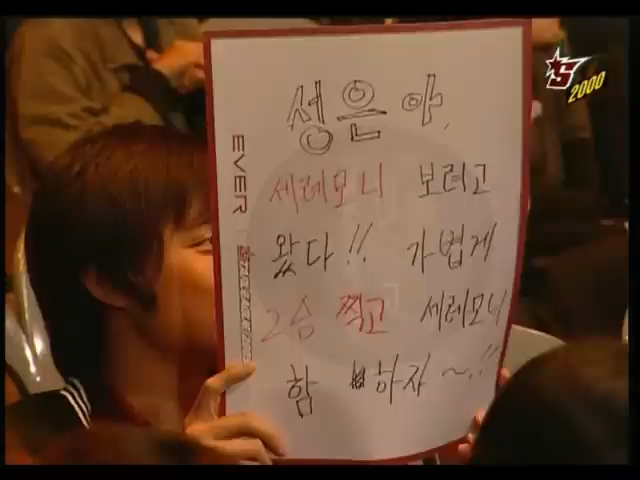 성은아,
세레모니 보려고
왔다!! 가볍게
2승 찍고 세레모니
함 하자~!!
EVER
S
2000